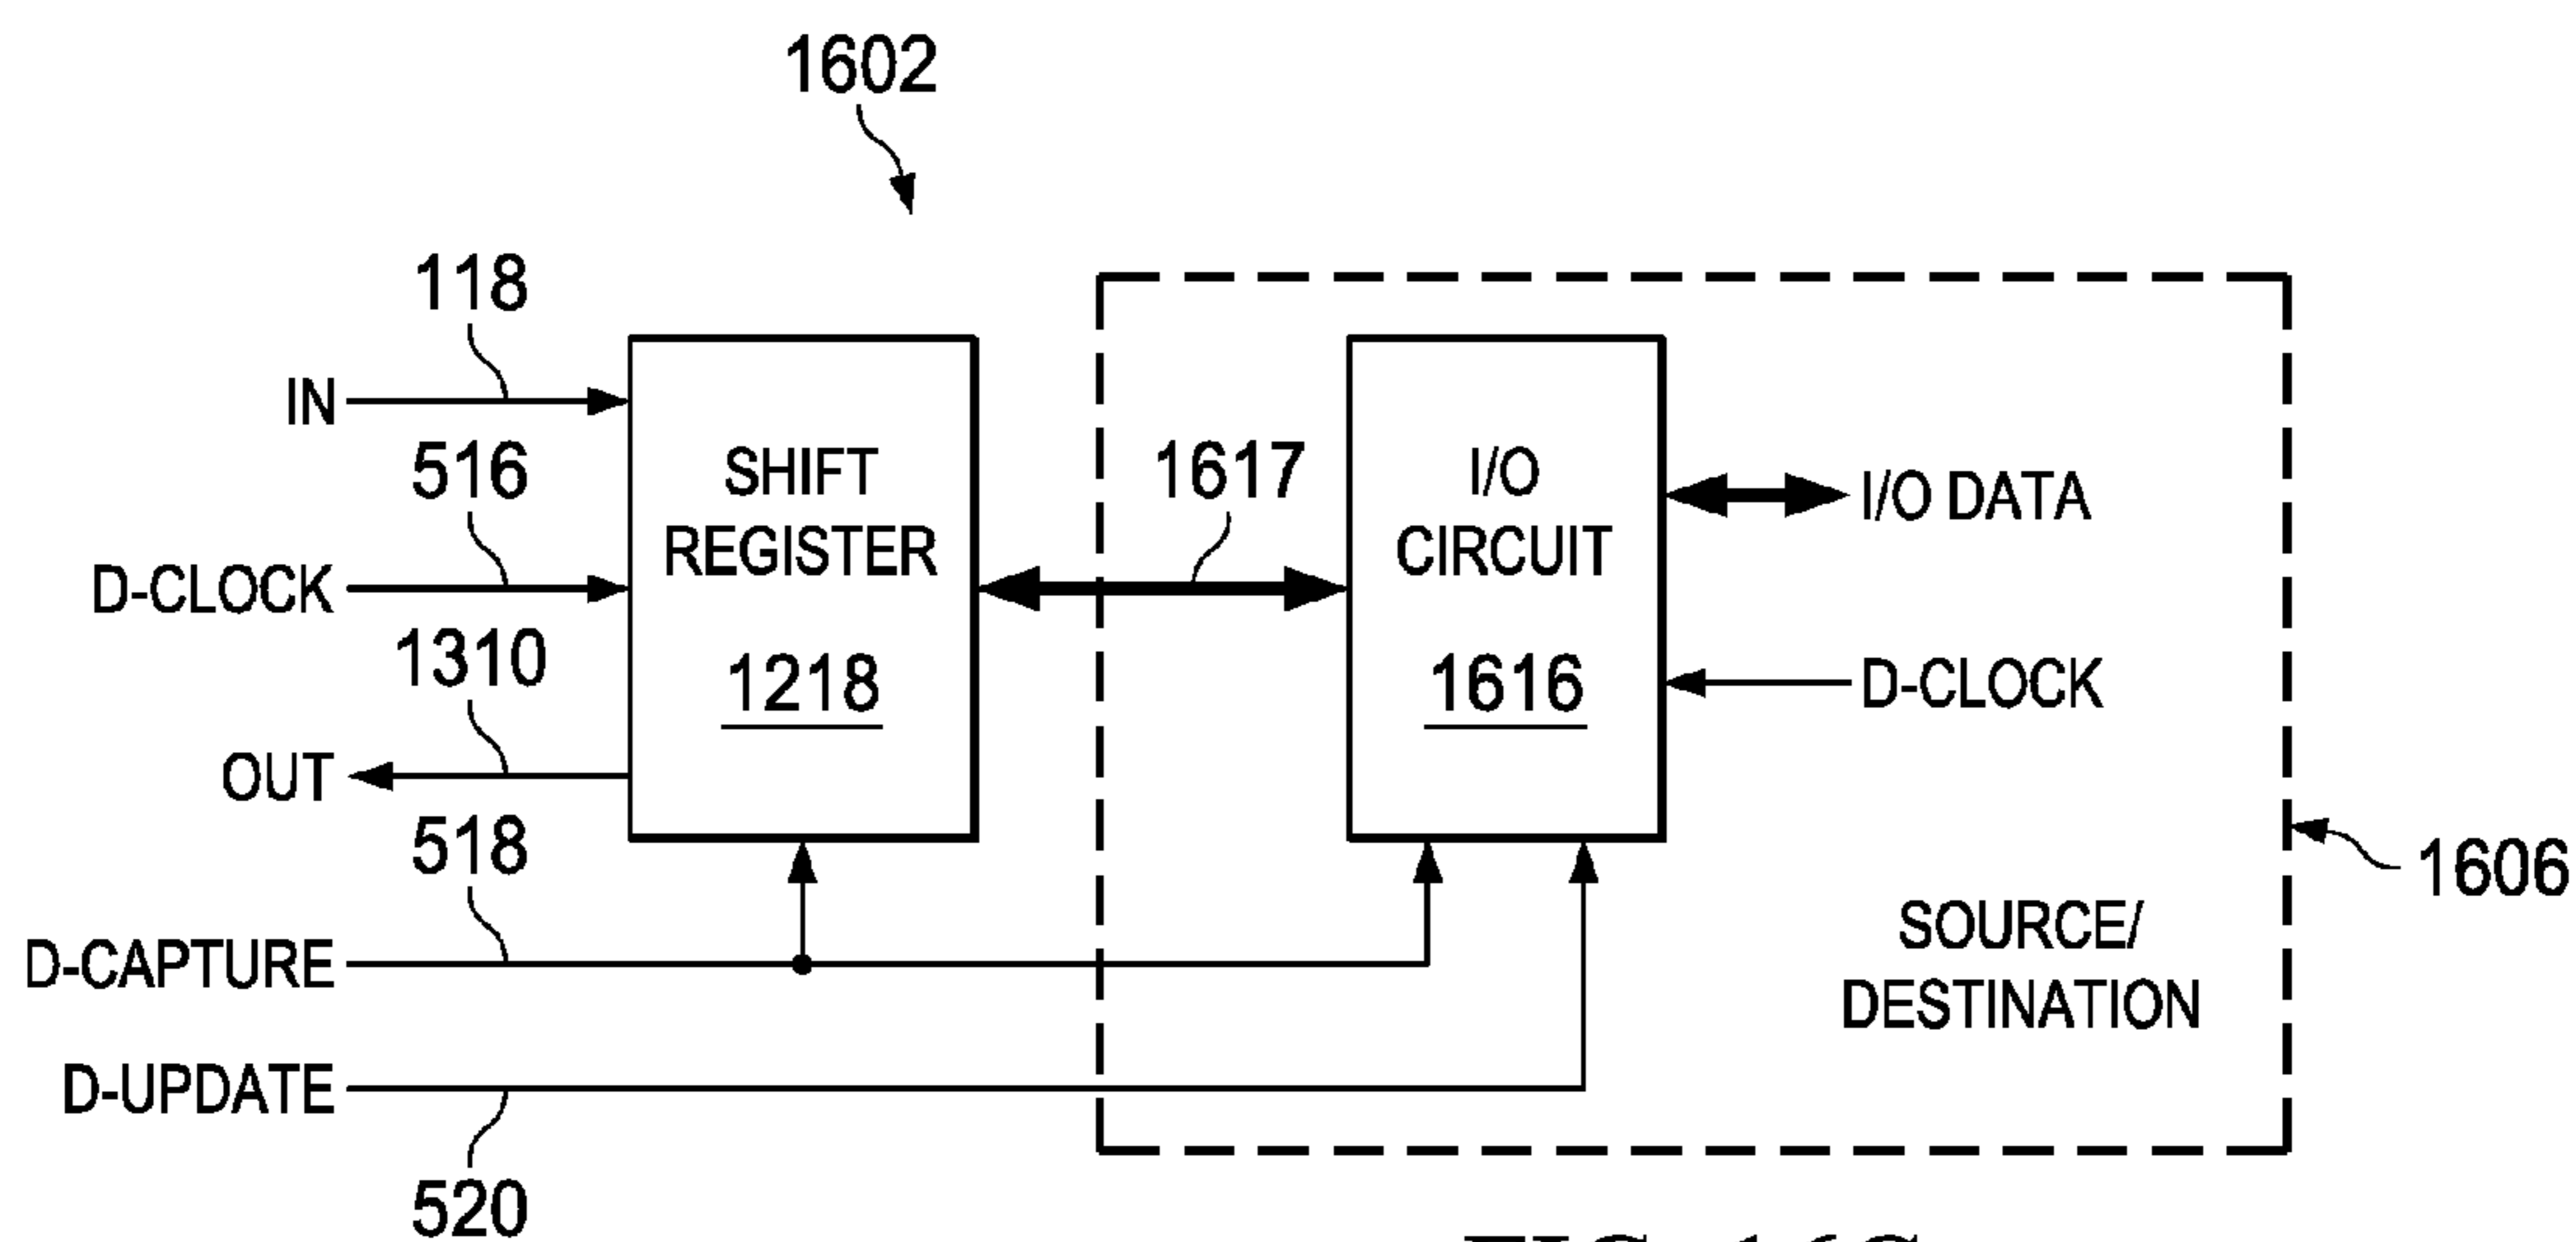 1602
118
IN
516
D-CLOCK
1310
OUT
518
D-CAPTURE
D-UPDATE
520
SHIFT
REGISTER
1218
1617
I/O
CIRCUIT
1616
I/O DATA
D-CLOCK
SOURCE/
DESTINATION
1606